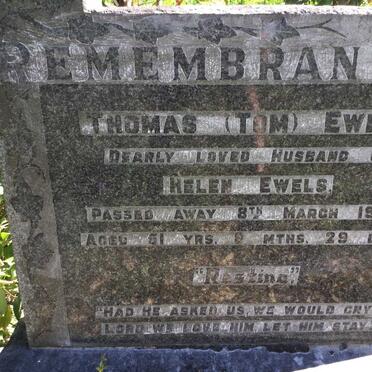 REMEMBRAN
THOMAS (TOM) EWE
DEARLY LOVED HUSBAND
HELEN EWELS
PASSED AWAY 8TH MARCH 19
AGED 51 YRS. 9 MTHS. 29
"Resting"
"HAD HE ASKED US, WE WOULD CRY
LORD WE LOVE HIM, LET HIM STAY